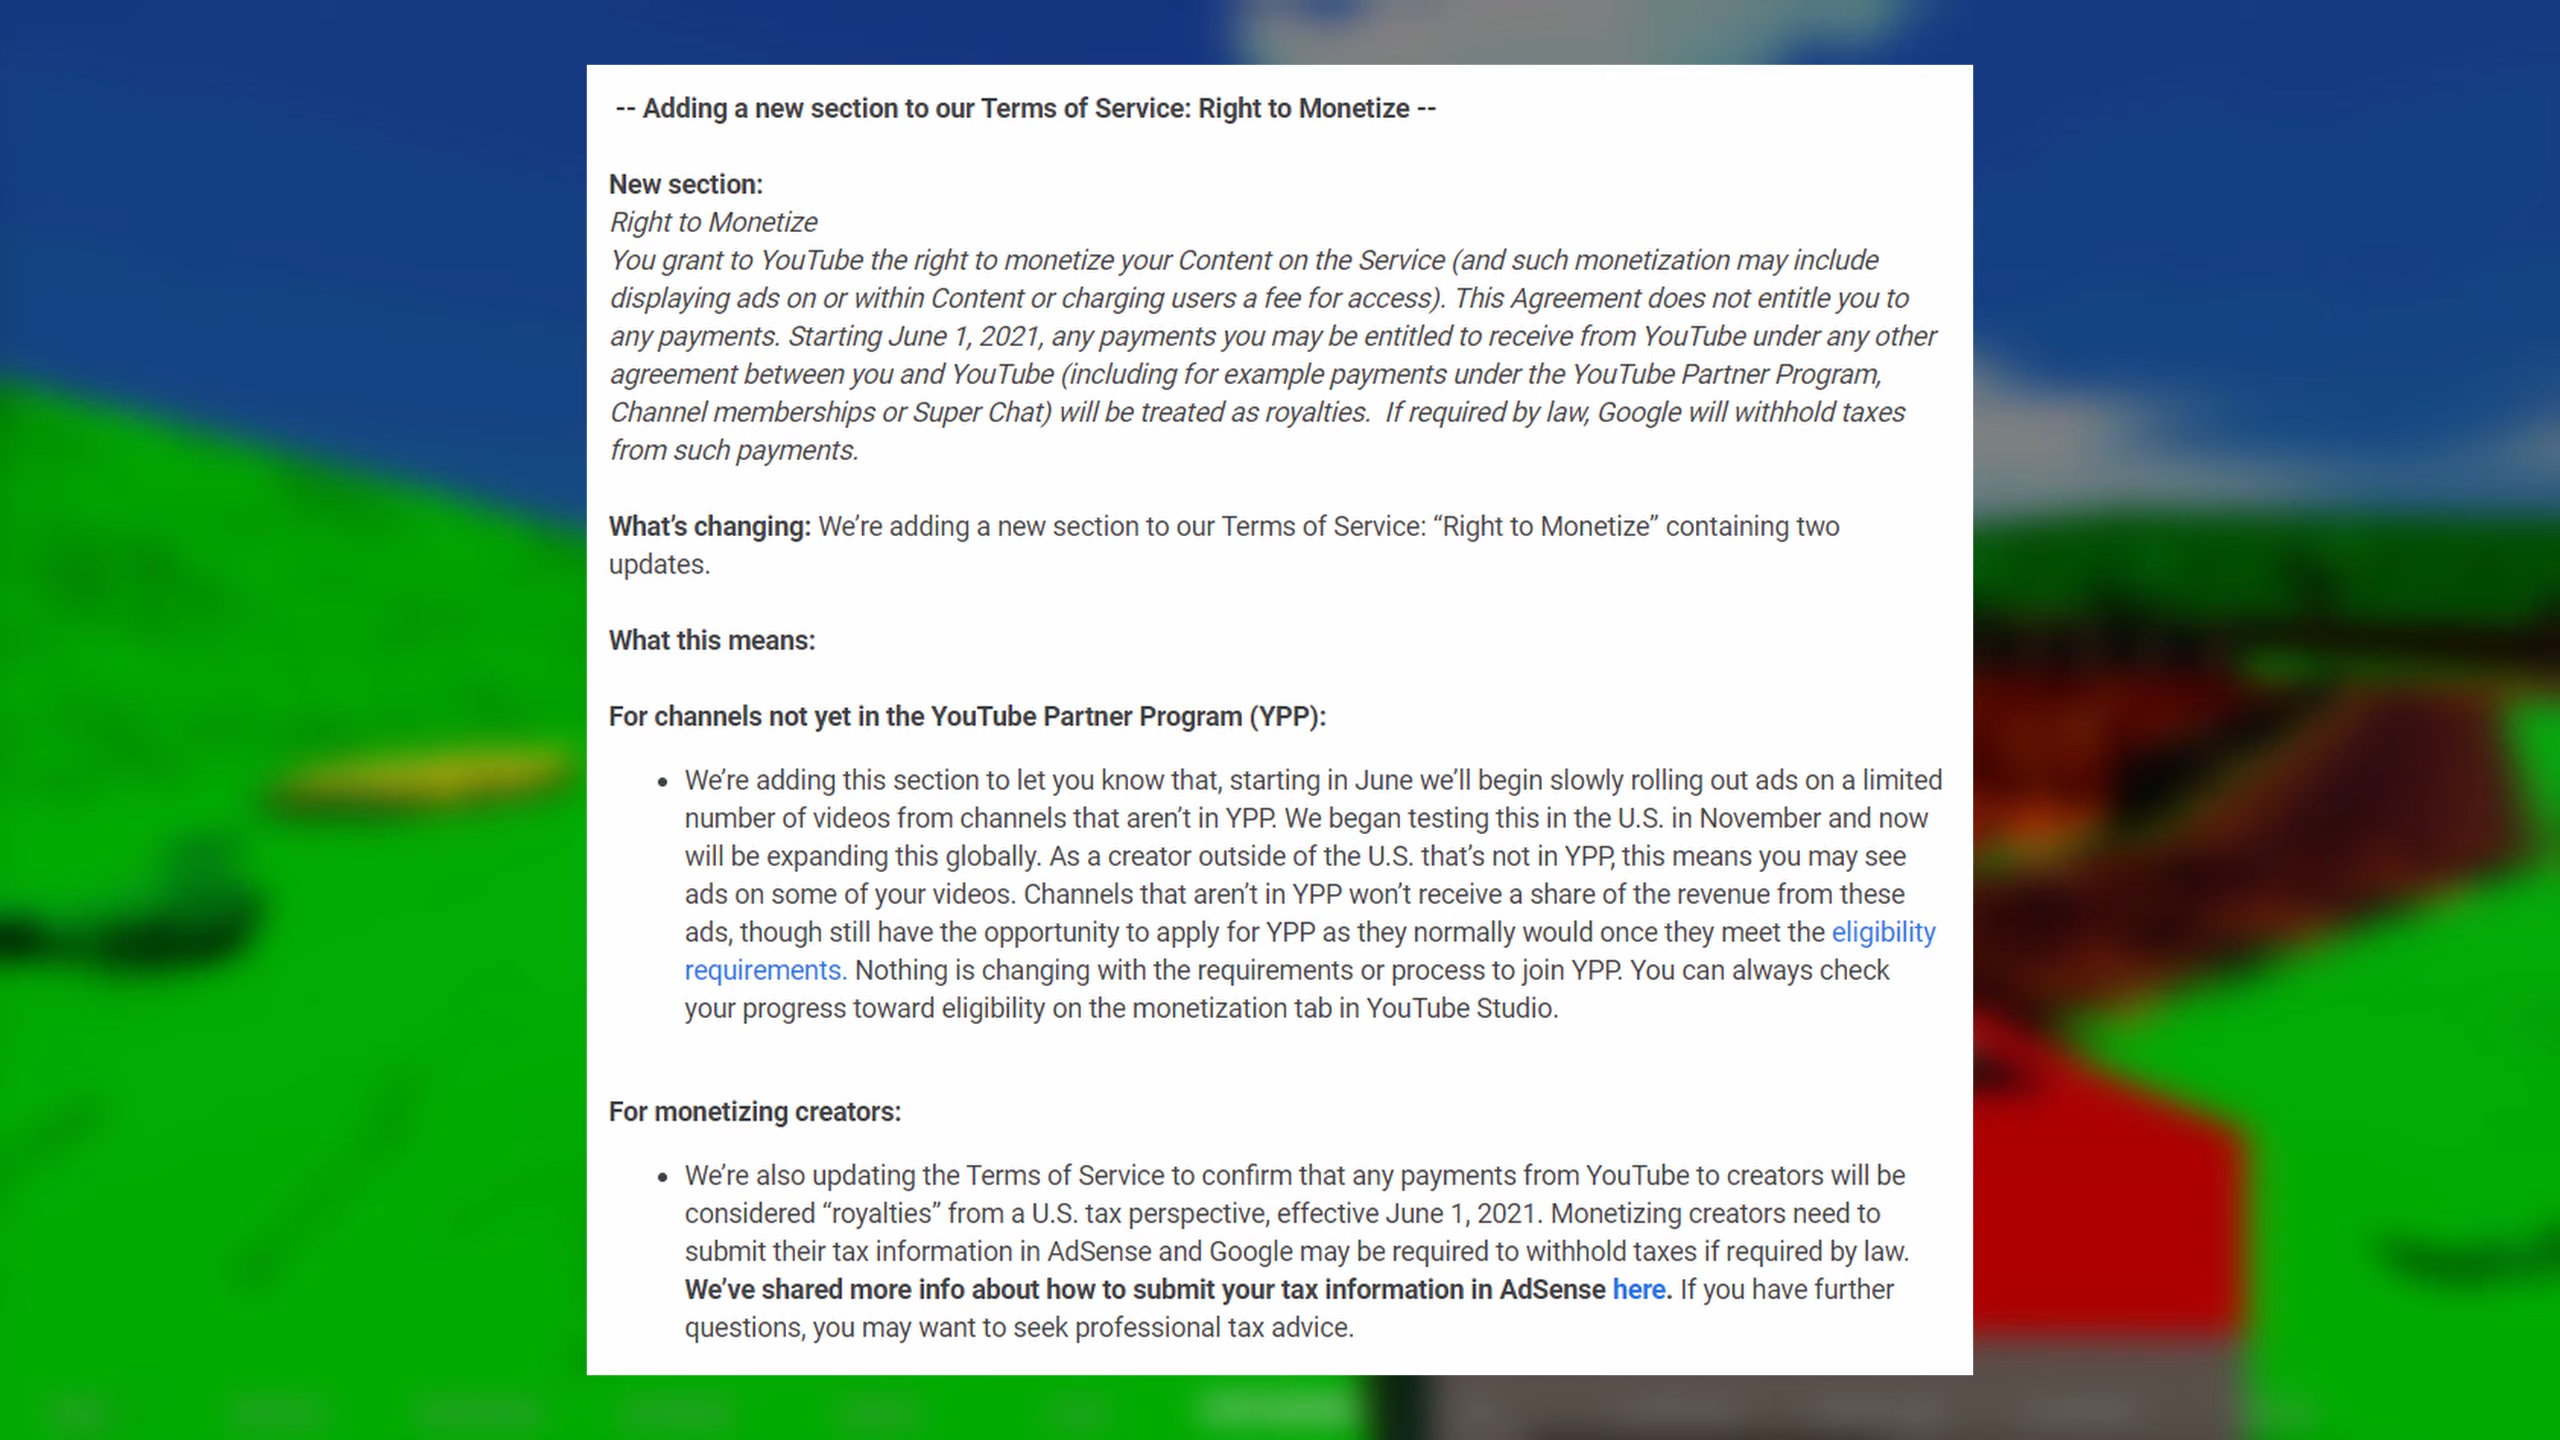 -- Adding a new section to our Terms of Service: Right to Monetize --
New section:
Right to Monetize
You grant to YouTube the right to monetize your Content on the Service (and such monetization may include
displaying ads on or within Content or charging users a fee for access). This Agreement does not entitle you to
any payments. Starting June 1, 2021, any payments you may be entitled to receive from YouTube under any other
agreement between you and YouTube (including for example payments under the YouTube Partner Program,
Channel memberships or Super Chat) will be treated as royalties.  If required by law, Google will withhold taxes
from such payments.
What’s changing: We’re adding a new section to our Terms of Service: “Right to Monetize” containing two
updates.
What this means:
For channels not yet in the YouTube Partner Program (YPP):
• We’re adding this section to let you know that, starting in June we’ll begin slowly rolling out ads on a limited
number of videos from channels that aren’t in YPP. We began testing this in the U.S. in November and now
will be expanding this globally. As a creator outside of the U.S. that’s not in YPP, this means you may see
ads on some of your videos. Channels that aren’t in YPP won’t receive a share of the revenue from these
ads, though still have the opportunity to apply for YPP as they normally would once they meet the eligibility
requirements. Nothing is changing with the requirements or process to join YPP. You can always check
your progress toward eligibility on the monetization tab in YouTube Studio.
For monetizing creators:
• We’re also updating the Terms of Service to confirm that any payments from YouTube to creators will be
considered “royalties” from a U.S. tax perspective, effective June 1, 2021. Monetizing creators need to
submit their tax information in AdSense and Google may be required to withhold taxes if required by law.
We’ve shared more info about how to submit your tax information in AdSense here. If you have further
questions, you may want to seek professional tax advice.